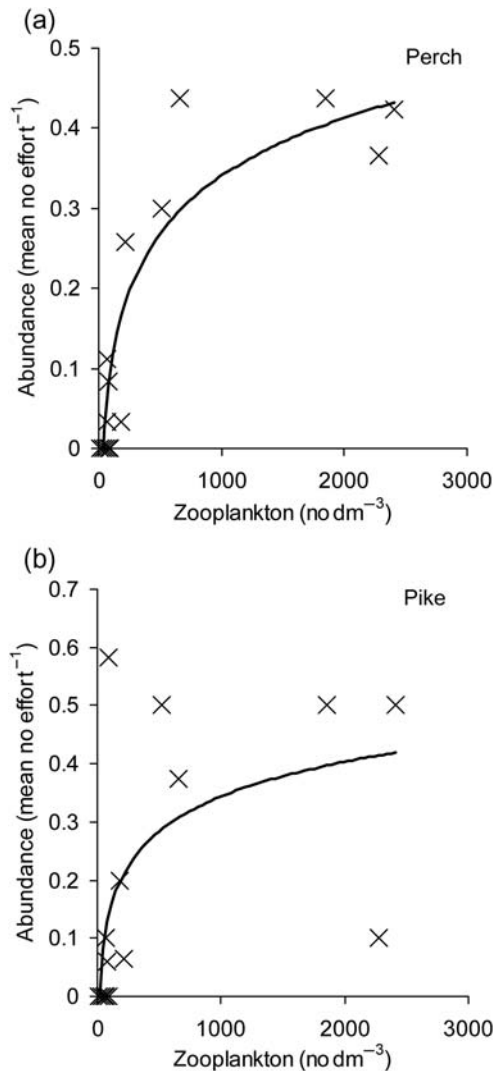 (a)
Perch
0.5
0.4
0.3
0.2
0.1
0
Abundance (mean no effort⁻¹)
0 1000 2000 3000
Zooplankton (no dm⁻³)
(b)
Pike
0.7
0.6
0.5
0.4
0.3
0.2
0.1
0
Abundance (mean no effort⁻¹)
0 1000 2000 3000
Zooplankton (no dm⁻³)